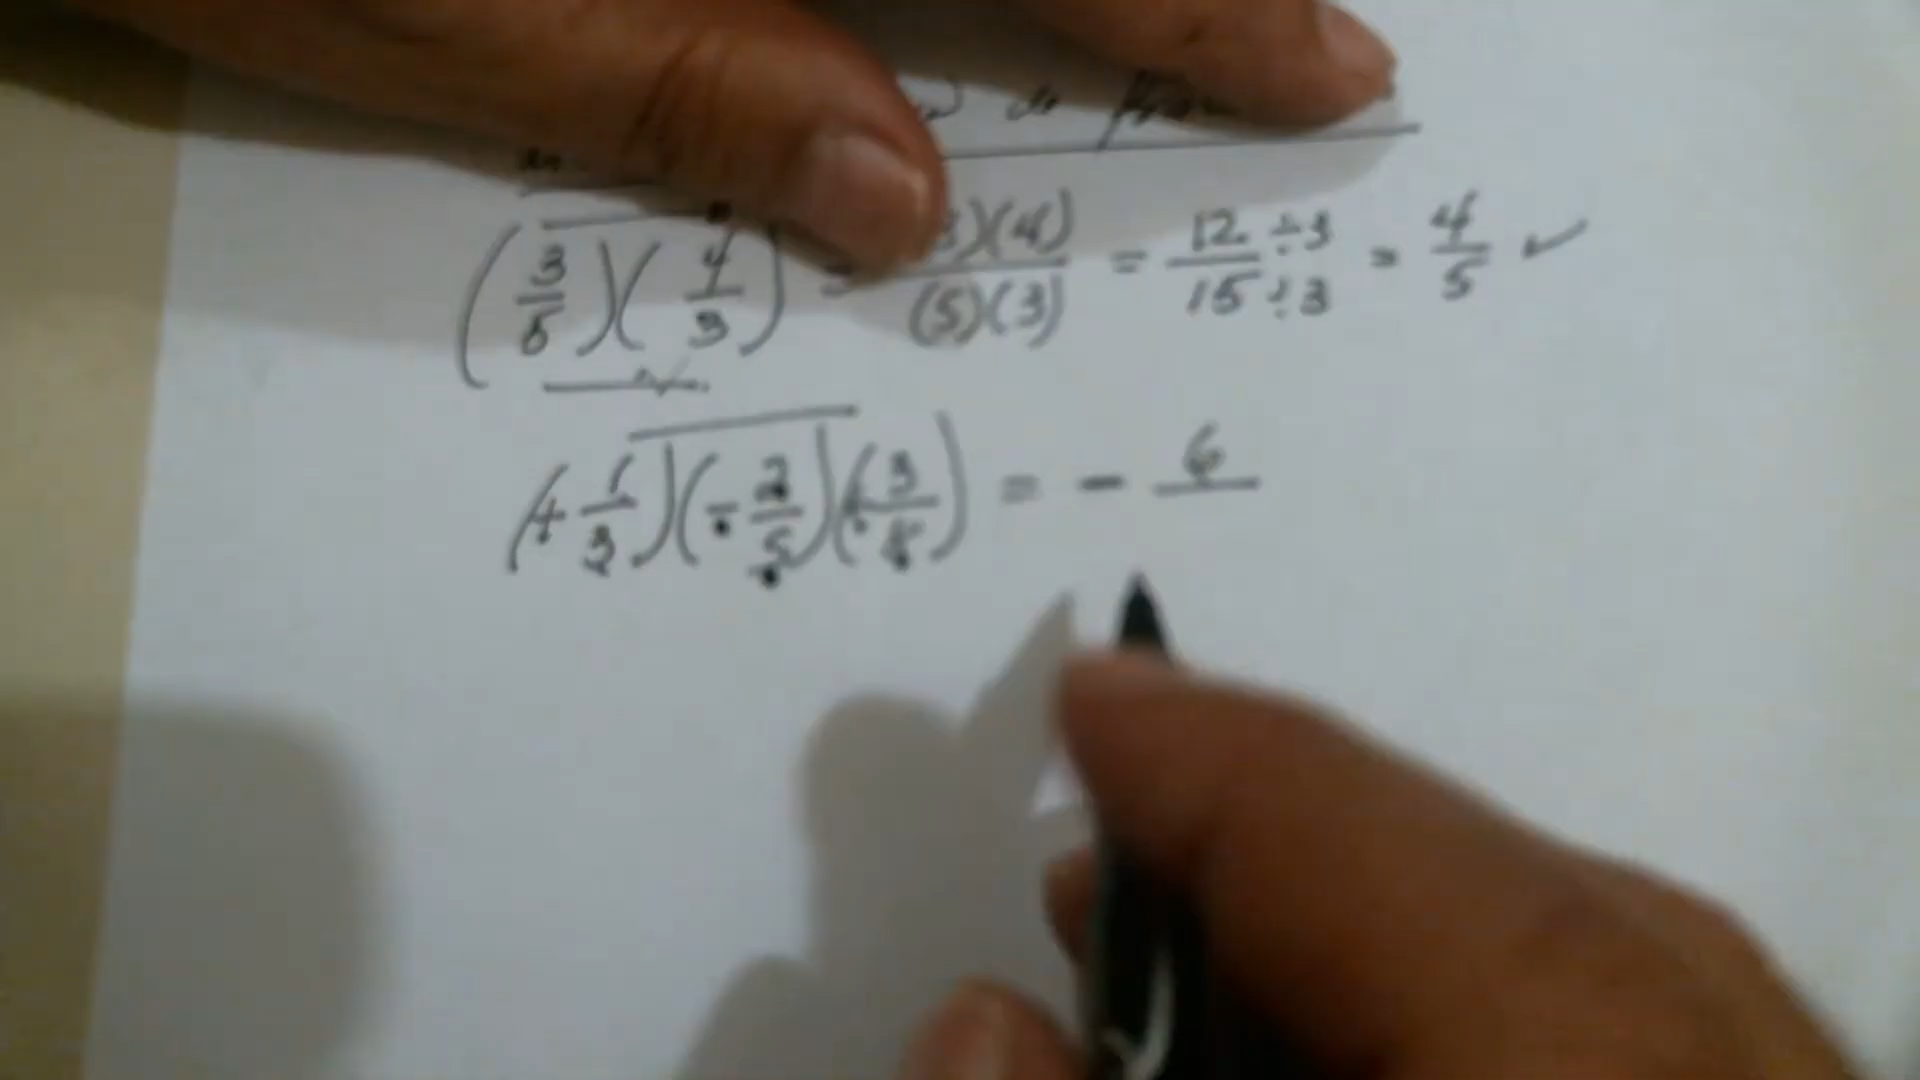 de
(3/5)(4/3) = 3)(4)/(5)(3) = 12÷3/15÷3 = 4/5 ✓
(+1/3)(-2/5)(+3/8) = - 6/